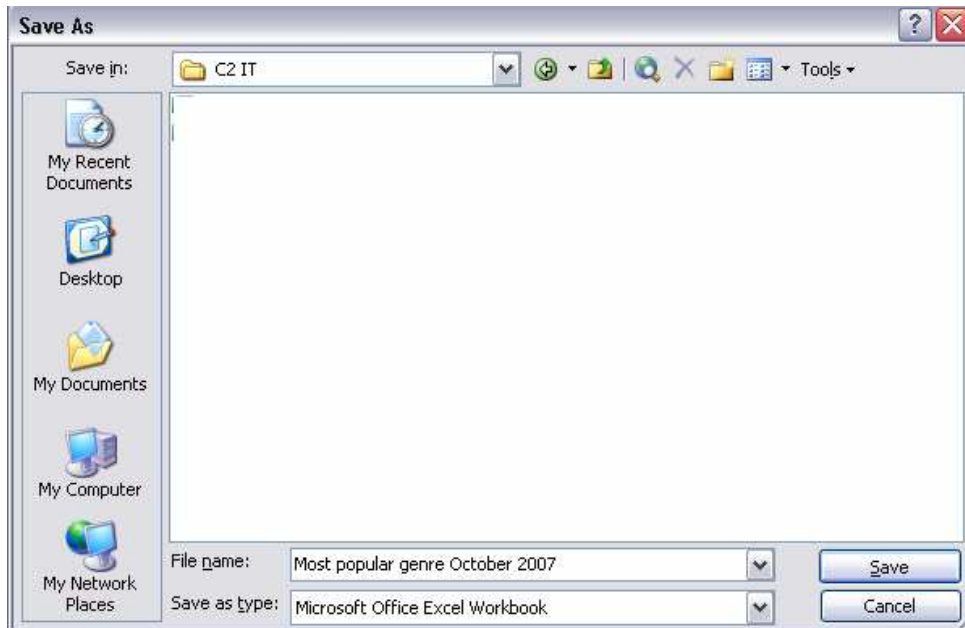 Save As
Save in:
C2 IT
Tools
My Recent
Documents
Desktop
My Documents
My Computer
My Network
Places
File name:
Most popular genre October 2007
Save
Save as type:
Microsoft Office Excel Workbook
Cancel